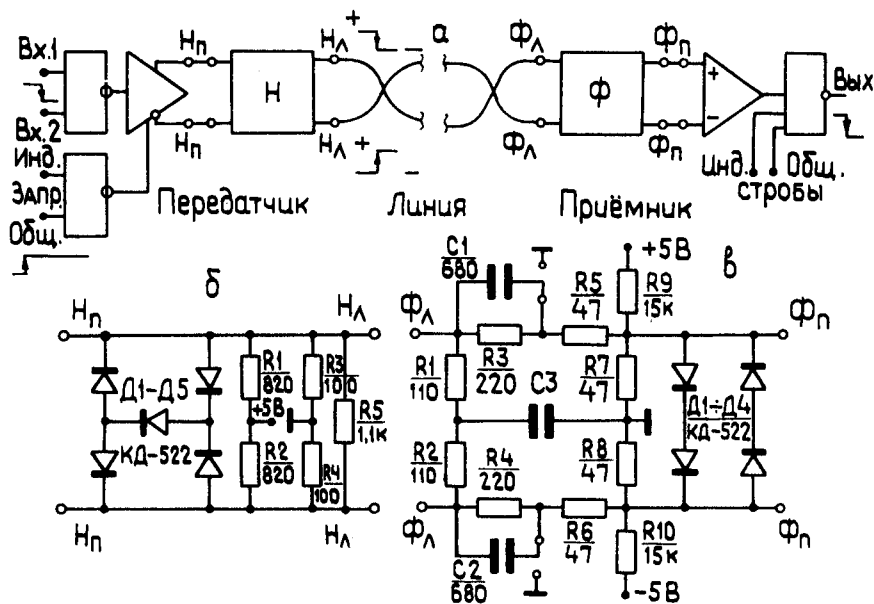 Вх.1
Вх.2
Инд.
Запр.
Общ.
Нп
Нп
Н
Нл
Нл
+
+
а
Фл
Фл
Ф
Фп
Фп
+
−
Вых
Инд.
Общ.
стробы
Передатчик
Линия
Приёмник
б
Нп
Нл
Д1-Д5
КД-522
R1
820
+5В
R2
820
R3
100
R4
100
R5
1,1к
Нп
Нл
в
Фл
C1
680
R1
110
R3
220
R5
47
+5В
R9
15к
R7
47
C3
R2
110
R4
220
R8
47
R6
47
R10
15к
-5В
C2
680
Д1÷Д4
КД-522
Фп
Фл
Фп